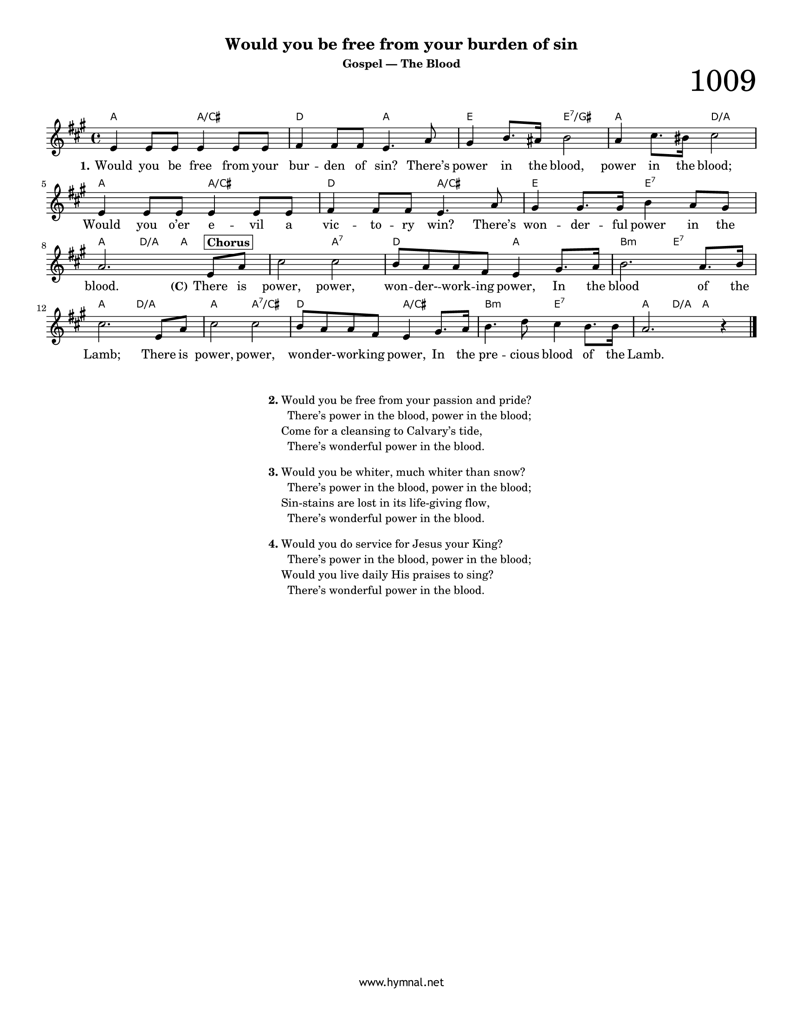 Would you be free from your burden of sin
Gospel — The Blood
1009
A A/C♯ D A E E7/G♯ A D/A
1. Would you be free from your bur - den of sin? There's power in the blood, power in the blood;
5
A A/C♯ D A/C♯ E E7
Would you o'er e - vil a vic - to - ry win? There's won - der - ful power in the
8
A D/A A Chorus A7 D A Bm E7
blood. (C) There is power, power, won-der--work-ing power, In the blood of the
12
A D/A A A7/C♯ D A/C♯ Bm E7 A D/A A
Lamb; There is power, power, wonder-working power, In the pre - cious blood of the Lamb.
2. Would you be free from your passion and pride?
There's power in the blood, power in the blood;
Come for a cleansing to Calvary's tide,
There's wonderful power in the blood.
3. Would you be whiter, much whiter than snow?
There's power in the blood, power in the blood;
Sin-stains are lost in its life-giving flow,
There's wonderful power in the blood.
4. Would you do service for Jesus your King?
There's power in the blood, power in the blood;
Would you live daily His praises to sing?
There's wonderful power in the blood.
www.hymnal.net